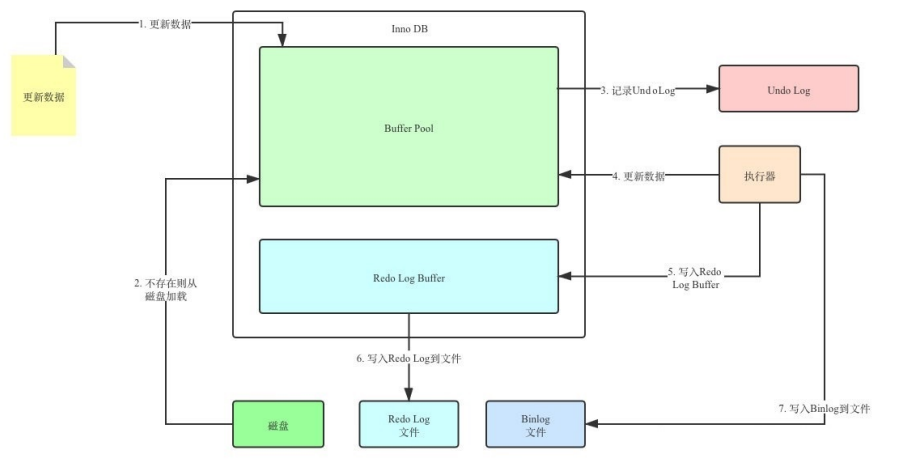 1. 更新数据
Inno DB
更新数据
Buffer Pool
3. 记录UndoLog
Undo Log
4. 更新数据
执行器
2. 不存在则从
磁盘加载
Redo Log Buffer
5. 写入Redo
Log Buffer
6. 写入Redo Log到文件
7. 写入Binlog到文件
磁盘
Redo Log
文件
Binlog
文件